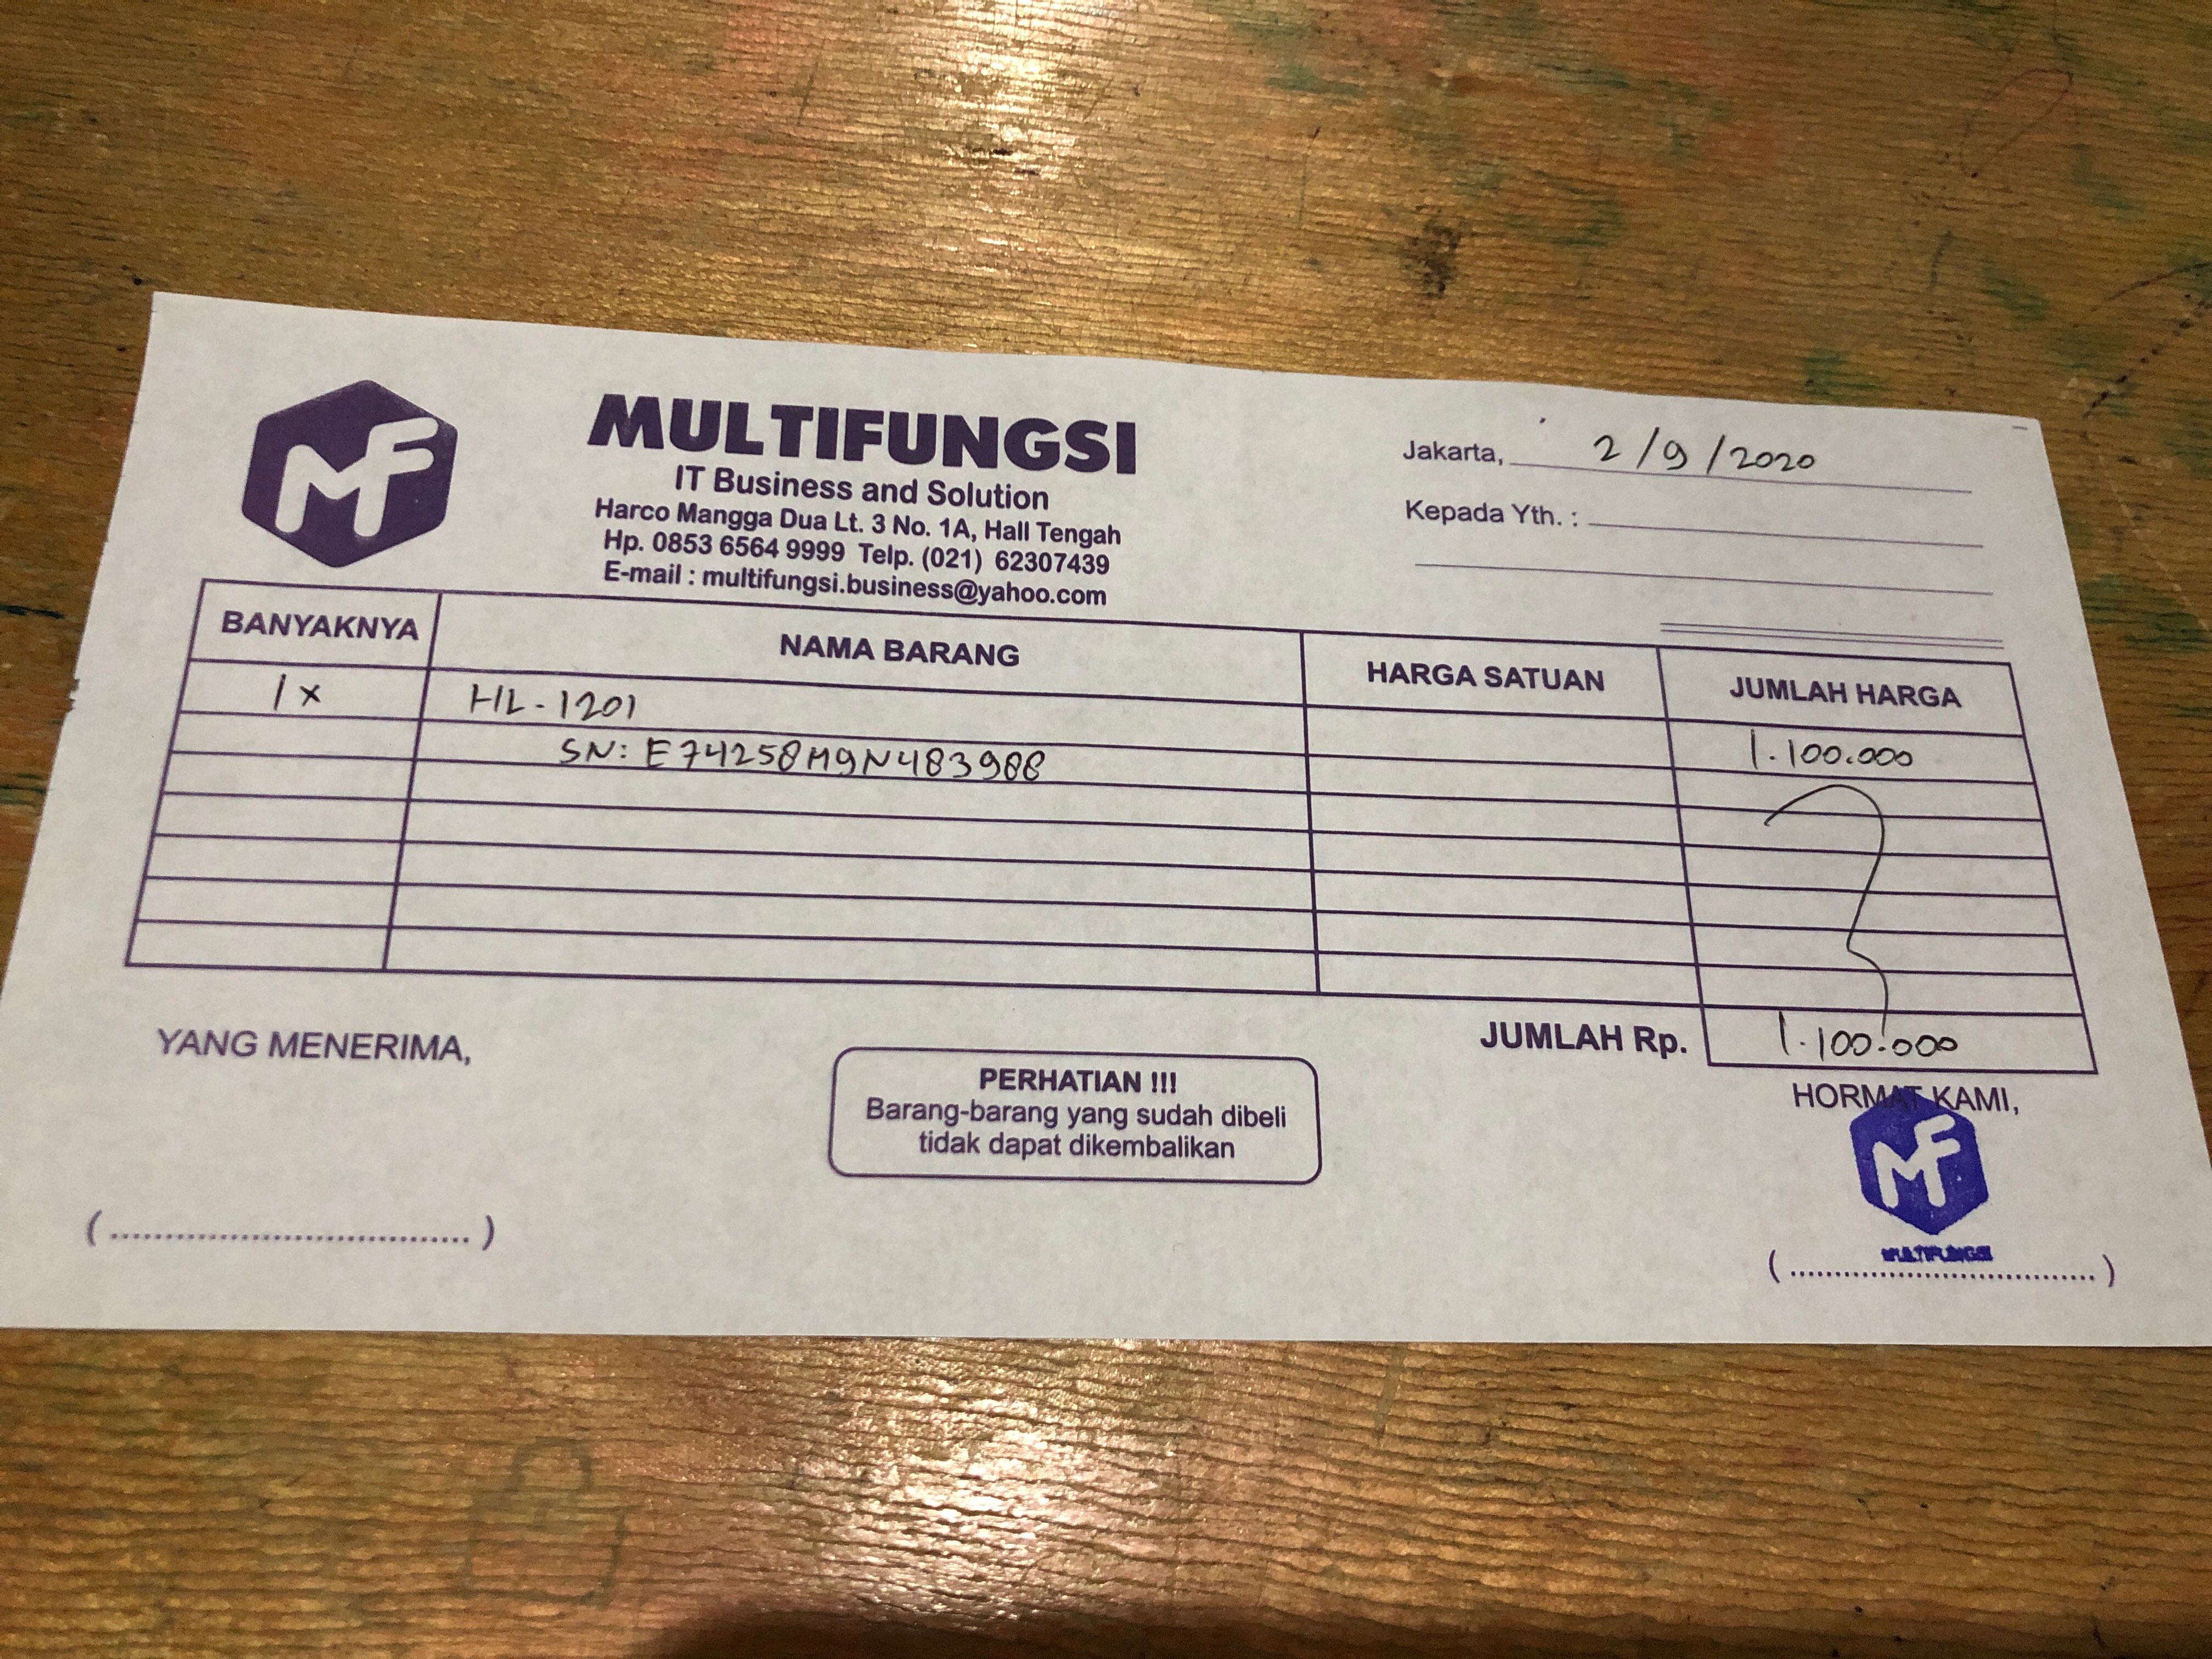 MF
MULTIFUNGSI
IT Business and Solution
Harco Mangga Dua Lt. 3 No. 1A, Hall Tengah
Hp. 0853 6564 9999 Telp. (021) 62307439
E-mail : multifungsi.business@yahoo.com
Jakarta, 2/9/2020
Kepada Yth. :
BANYAKNYA NAMA BARANG HARGA SATUAN JUMLAH HARGA
1x HL-1201 1.100.000
SN: E74258M9N483988
JUMLAH Rp. 1.100.000
YANG MENERIMA,
PERHATIAN !!!
Barang-barang yang sudah dibeli
tidak dapat dikembalikan
HORMAT KAMI,
MF
MULTIFUNGSI
(....................................)
(....................................)